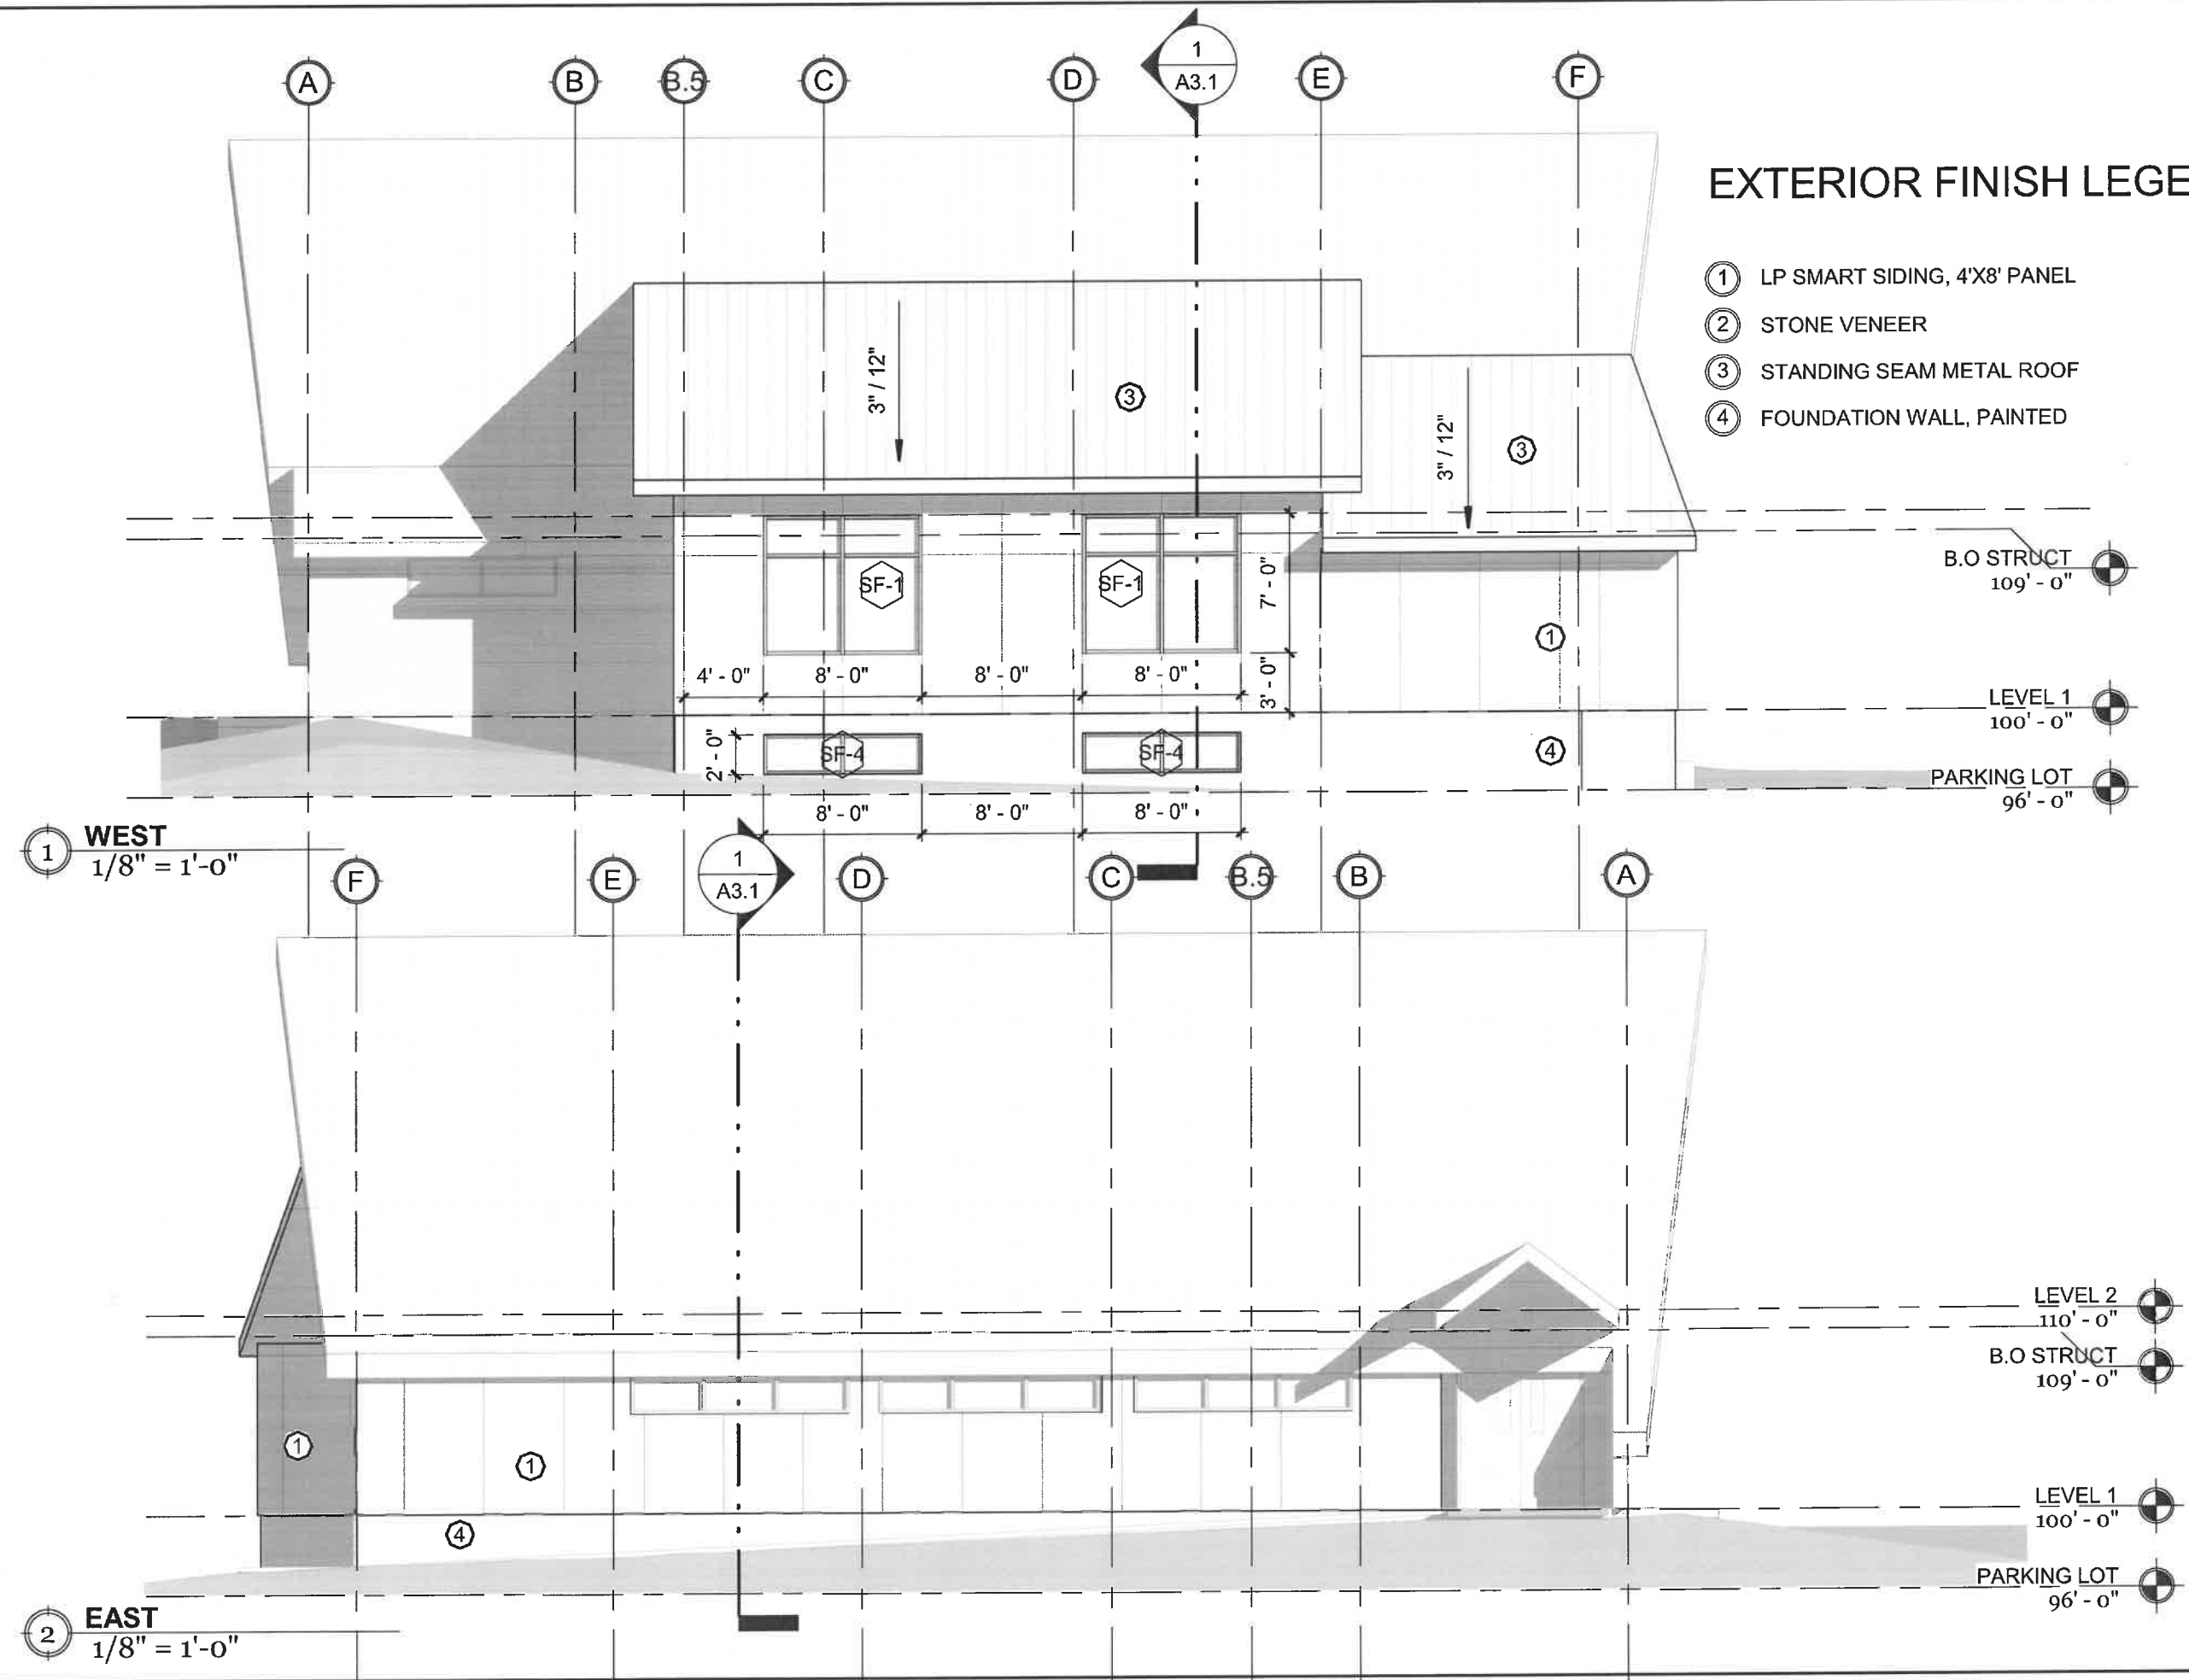 A
B
B.5
C
D
1
A3.1
E
F
EXTERIOR FINISH LEGE
1 LP SMART SIDING, 4'X8' PANEL
2 STONE VENEER
3 STANDING SEAM METAL ROOF
4 FOUNDATION WALL, PAINTED
3" / 12"
3
3" / 12"
3
SF-1
SF-1
7' - 0"
B.O STRUCT
109' - 0"
1
4' - 0"
8' - 0"
8' - 0"
8' - 0"
3' - 0"
LEVEL 1
100' - 0"
2' - 0"
SF-4
SF-4
4
PARKING LOT
96' - 0"
8' - 0"
8' - 0"
8' - 0"
1 WEST
1/8" = 1'-0"
F
E
1
A3.1
D
C
B.5
B
A
LEVEL 2
110' - 0"
B.O STRUCT
109' - 0"
1
1
LEVEL 1
100' - 0"
4
PARKING LOT
96' - 0"
2 EAST
1/8" = 1'-0"